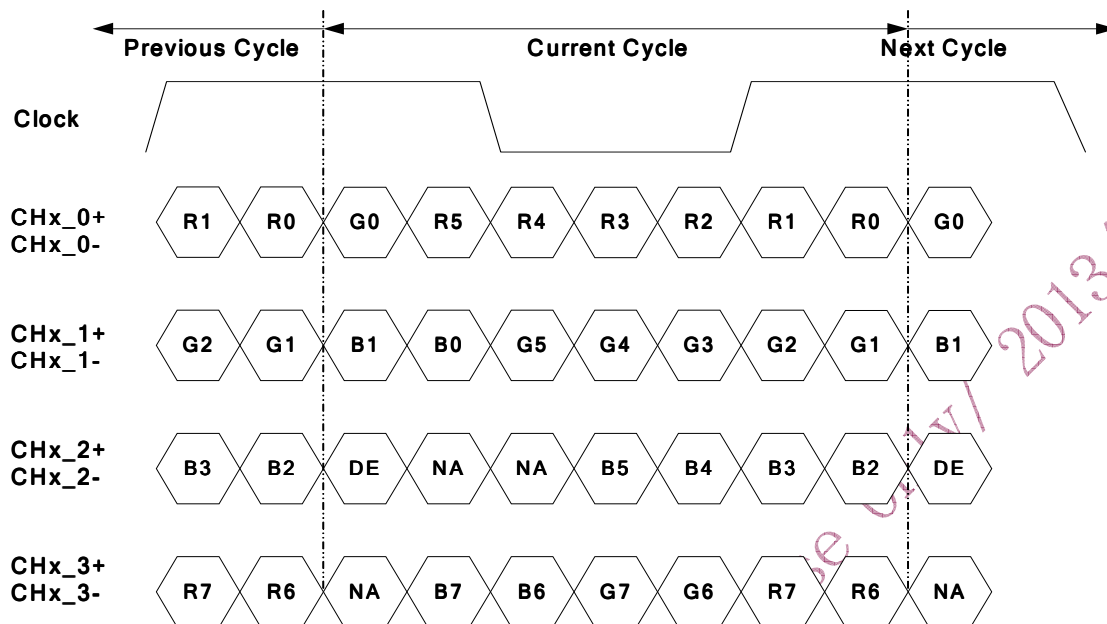 Previous Cycle Current Cycle Next Cycle
Clock
CHx_0+
CHx_0-
R1 R0 G0 R5 R4 R3 R2 R1 R0 G0
CHx_1+
CHx_1-
G2 G1 B1 B0 G5 G4 G3 G2 G1 B1
CHx_2+
CHx_2-
B3 B2 DE NA NA B5 B4 B3 B2 DE
CHx_3+
CHx_3-
R7 R6 NA B7 B6 G7 G6 R7 R6 NA
2013